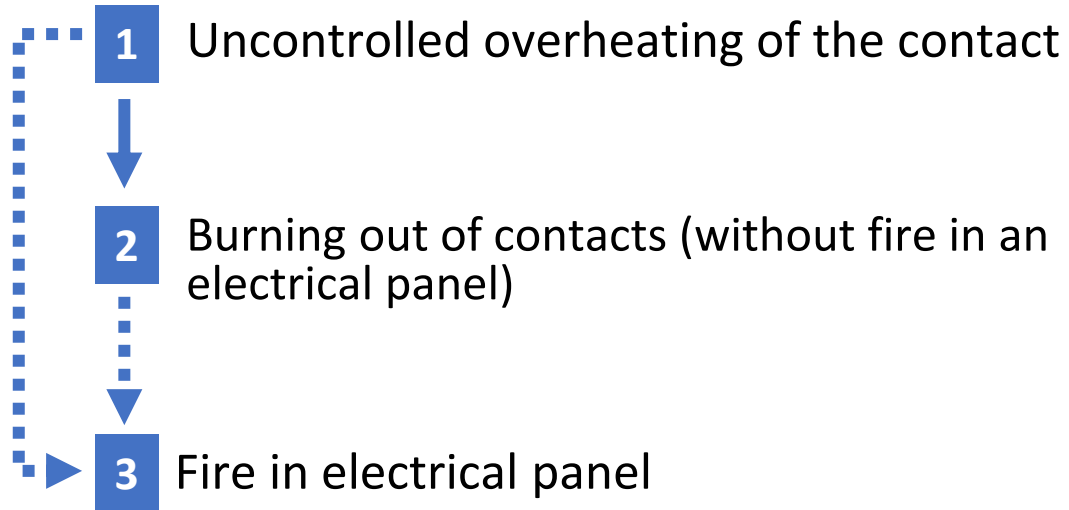 1 Uncontrolled overheating of the contact
2 Burning out of contacts (without fire in an
electrical panel)
3 Fire in electrical panel